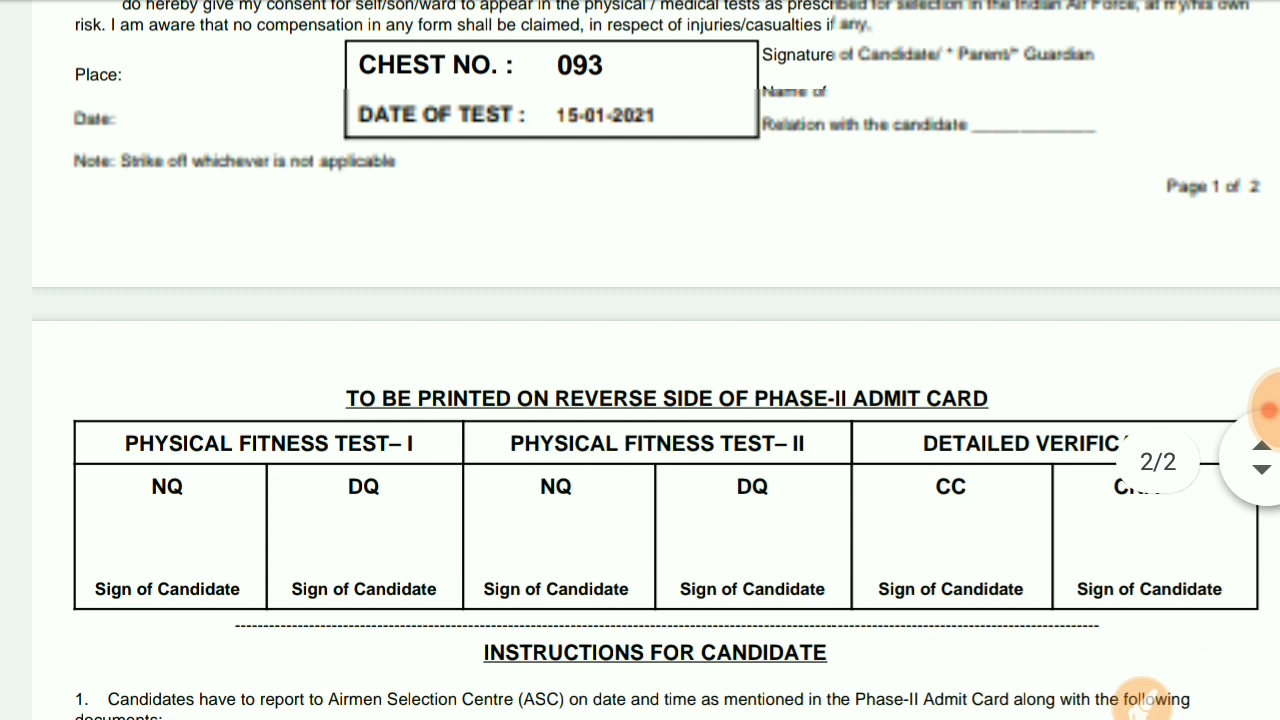 do hereby give my consent for self/son/ward to appear in the physical / medical tests as prescribed for selection in the Indian Air Force, at my/his own
risk. I am aware that no compensation in any form shall be claimed, in respect of injuries/casualties if any.
CHEST NO. : 093
Signature of Candidate/ * Parent/* Guardian
Place:
Name of
DATE OF TEST : 15-01-2021
Date:
Relation with the candidate ______________
Note: Strike off whichever is not applicable
Page 1 of 2
TO BE PRINTED ON REVERSE SIDE OF PHASE-II ADMIT CARD
PHYSICAL FITNESS TEST– I PHYSICAL FITNESS TEST– II DETAILED
2/2
NQ DQ NQ DQ CC
Sign of Candidate Sign of Candidate Sign of Candidate Sign of Candidate Sign of Candidate Sign of Candidate
INSTRUCTIONS FOR CANDIDATE
1. Candidates have to report to Airmen Selection Centre (ASC) on date and time as mentioned in the Phase-II Admit Card along with the following
documents: